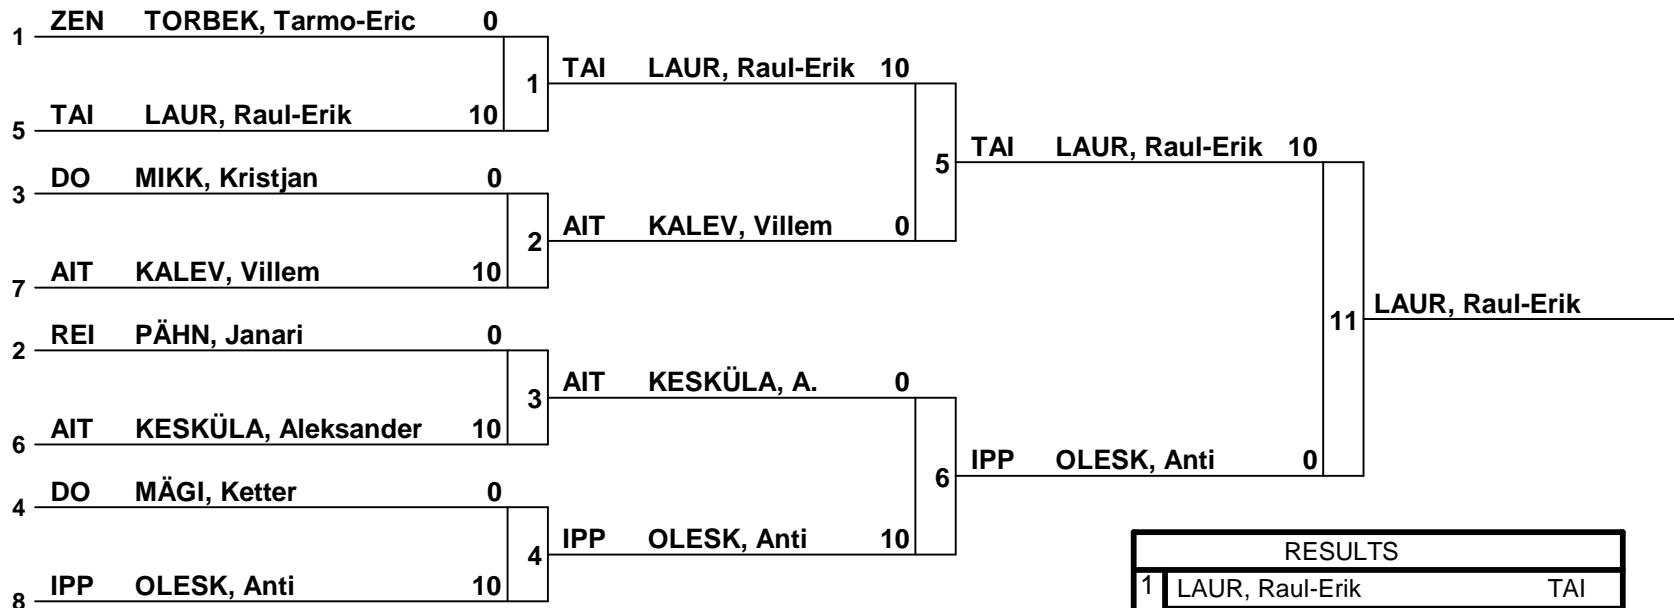 1 ZEN TORBEK, Tarmo-Eric 0
1 TAI LAUR, Raul-Erik 10
5 TAI LAUR, Raul-Erik 10
5 TAI LAUR, Raul-Erik 10
3 DO MIKK, Kristjan 0
2 AIT KALEV, Villem 0
7 AIT KALEV, Villem 10
11 LAUR, Raul-Erik
2 REI PÄHN, Janari 0
3 AIT KESKÜLA, A. 0
6 AIT KESKÜLA, Aleksander 10
6 IPP OLESK, Anti 0
4 DO MÄGI, Ketter 0
4 IPP OLESK, Anti 10
RESULTS
8 IPP OLESK, Anti 10
1 LAUR, Raul-Erik TAI